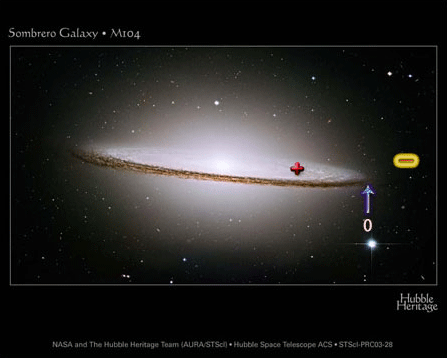 Sombrero Galaxy • M104
0
Hubble
Heritage
NASA and The Hubble Heritage Team (AURA/STScI) • Hubble Space Telescope ACS • STScI-PRC03-28